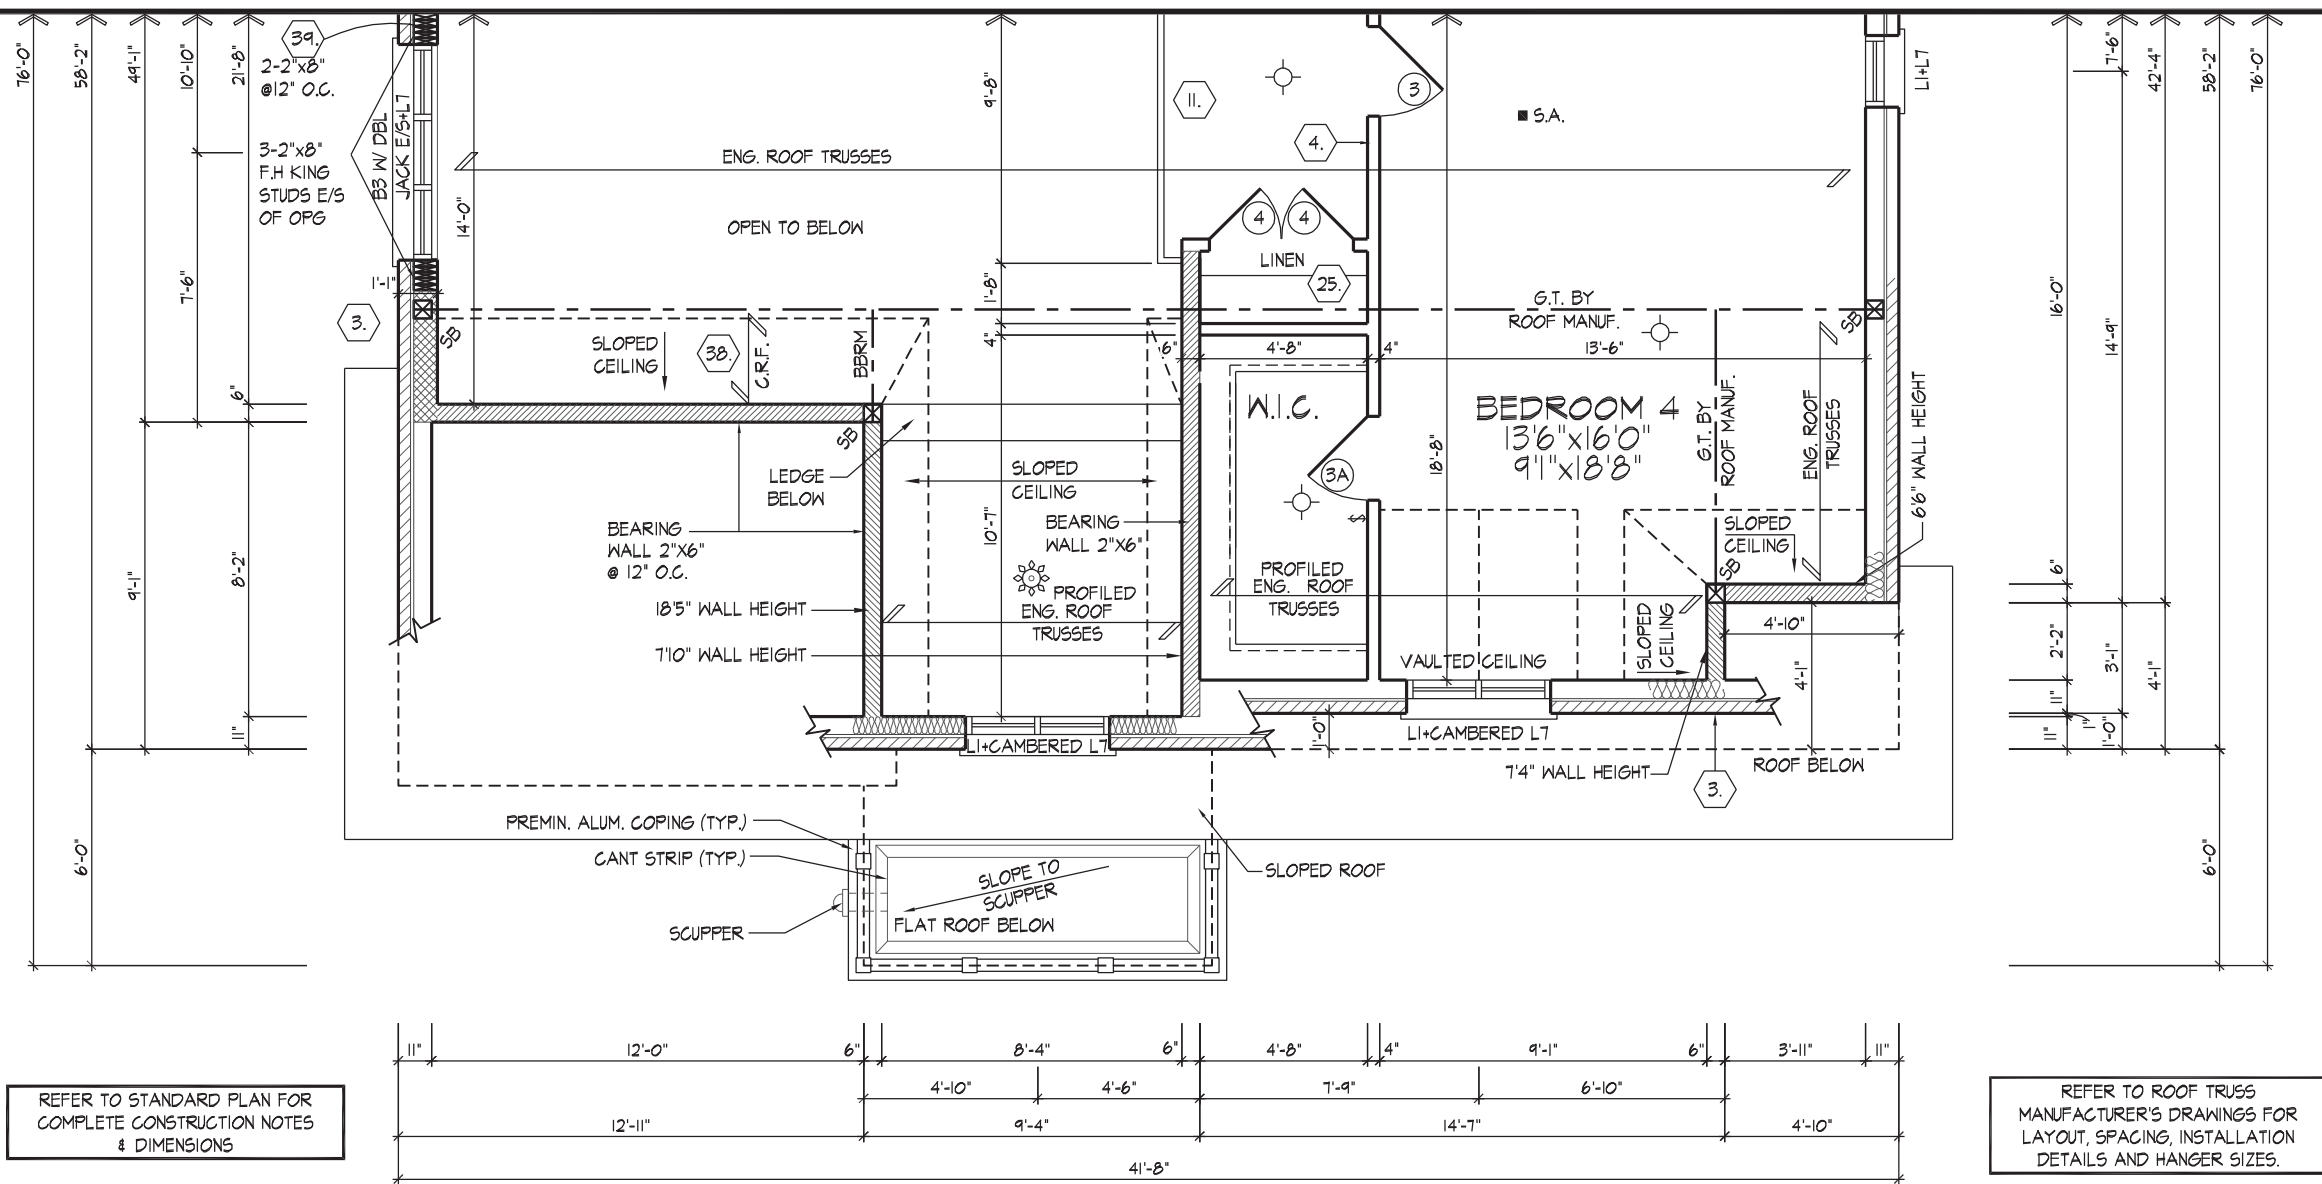 76'-0"
58'-2"
49'-1"
10'-10"
21'-8"
39.
2-2"x8"
@12" O.C.
3-2"x8"
F.H KING
STUDS E/S
OF OPG
B3 W/ DBL
JACK E/S+L7
14'-0"
9'-8"
ENG. ROOF TRUSSES
OPEN TO BELOW
11.
3
4.
S.A.
4
4
LINEN
25.
L1+L7
7'-6"
42'-4"
58'-2"
76'-0"
7'-6"
1'-1"
3.
SB
SLOPED
CEILING
38.
C.R.F.
BBRM
1'-8"
4"
6"
4'-8"
4"
13'-6"
G.T. BY
ROOF MANUF.
SB
16'-0"
14'-9"
6"
W.I.C.
BEDROOM 4
13'6"x16'0"
9'1"x18'8"
18'-8"
G.T. BY
ROOF MANUF.
ENG. ROOF
TRUSSES
6'6" WALL HEIGHT
SB
LEDGE
BELOW
SLOPED
CEILING
3A
$
BEARING
WALL 2"X6"
@ 12" O.C.
10'-7"
BEARING
WALL 2"X6"
SLOPED
CEILING
SB
9'-1"
8'-2"
PROFILED
ENG. ROOF
TRUSSES
PROFILED
ENG. ROOF
TRUSSES
18'5" WALL HEIGHT
7'10" WALL HEIGHT
SLOPED
CEILING
4'-10"
VAULTED CEILING
4'-1"
6"
2'-2"
3'-1"
4'-1"
11"
11"
1"
1'-0"
11"
1'-0"
L1+CAMBERED L7
L1+CAMBERED L7
7'4" WALL HEIGHT
3.
ROOF BELOW
PREMIN. ALUM. COPING (TYP.)
CANT STRIP (TYP.)
SCUPPER
SLOPE TO
SCUPPER
FLAT ROOF BELOW
SLOPED ROOF
6'-0"
6'-0"
11"
12'-0"
6"
8'-4"
6"
4'-8"
4"
9'-1"
6"
3'-11"
11"
4'-10"
4'-6"
7'-9"
6'-10"
12'-11"
9'-4"
14'-7"
4'-10"
41'-8"
REFER TO STANDARD PLAN FOR
COMPLETE CONSTRUCTION NOTES
& DIMENSIONS
REFER TO ROOF TRUSS
MANUFACTURER'S DRAWINGS FOR
LAYOUT, SPACING, INSTALLATION
DETAILS AND HANGER SIZES.